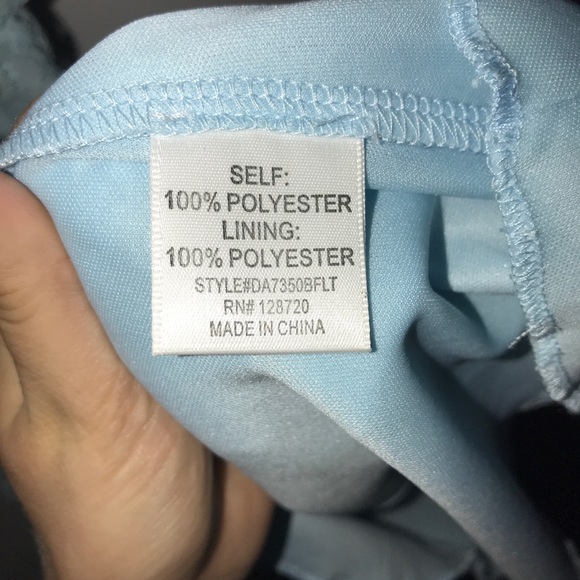 SELF:
100% POLYESTER
LINING:
100% POLYESTER
STYLE#DA7350BFLT
RN# 128720
MADE IN CHINA